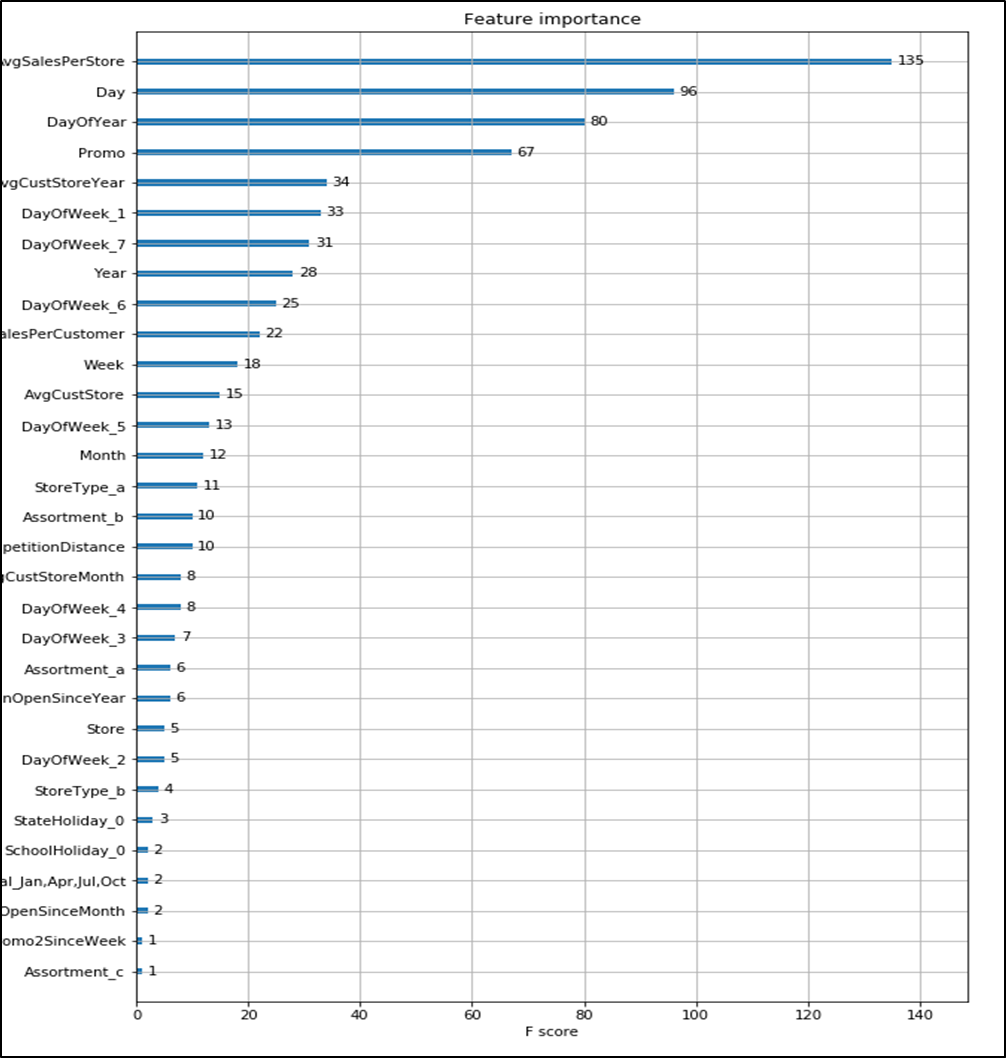 Feature importance
vgSalesPerStore 135
Day 96
DayOfYear 80
Promo 67
vgCustStoreYear 34
DayOfWeek_1 33
DayOfWeek_7 31
Year 28
DayOfWeek_6 25
alesPerCustomer 22
Week 18
AvgCustStore 15
DayOfWeek_5 13
Month 12
StoreType_a 11
Assortment_b 10
petitionDistance 10
gCustStoreMonth 8
DayOfWeek_4 8
DayOfWeek_3 7
Assortment_a 6
nOpenSinceYear 6
Store 5
DayOfWeek_2 5
StoreType_b 4
StateHoliday_0 3
SchoolHoliday_0 2
al_Jan,Apr,Jul,Oct 2
OpenSinceMonth 2
omo2SinceWeek 1
Assortment_c 1
0 20 40 60 80 100 120 140
F score